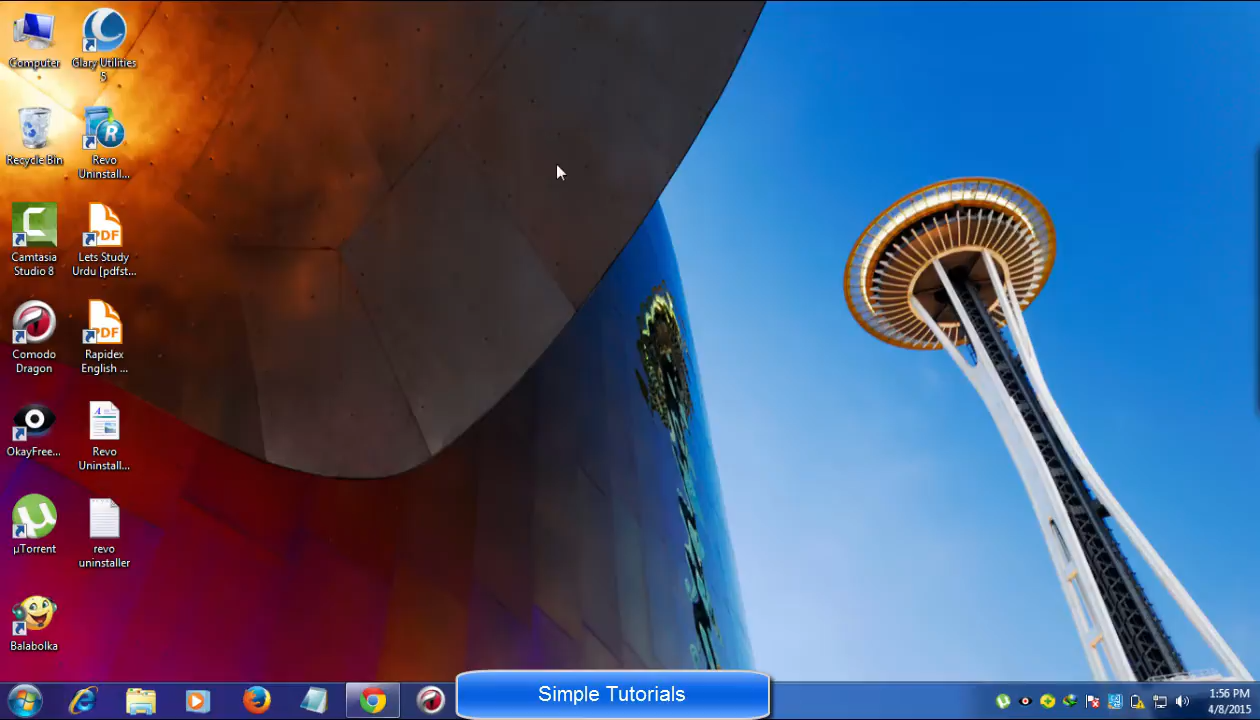 Computer
Glary Utilities
5
Recycle Bin
Revo
Uninstall...
Camtasia
Studio 8
Lets Study
Urdu [pdfst...
Comodo
Dragon
Rapidex
English ...
OkayFree...
Revo
Uninstall...
µTorrent
revo
uninstaller
Balabolka
Simple Tutorials
1:56 PM
4/8/2015